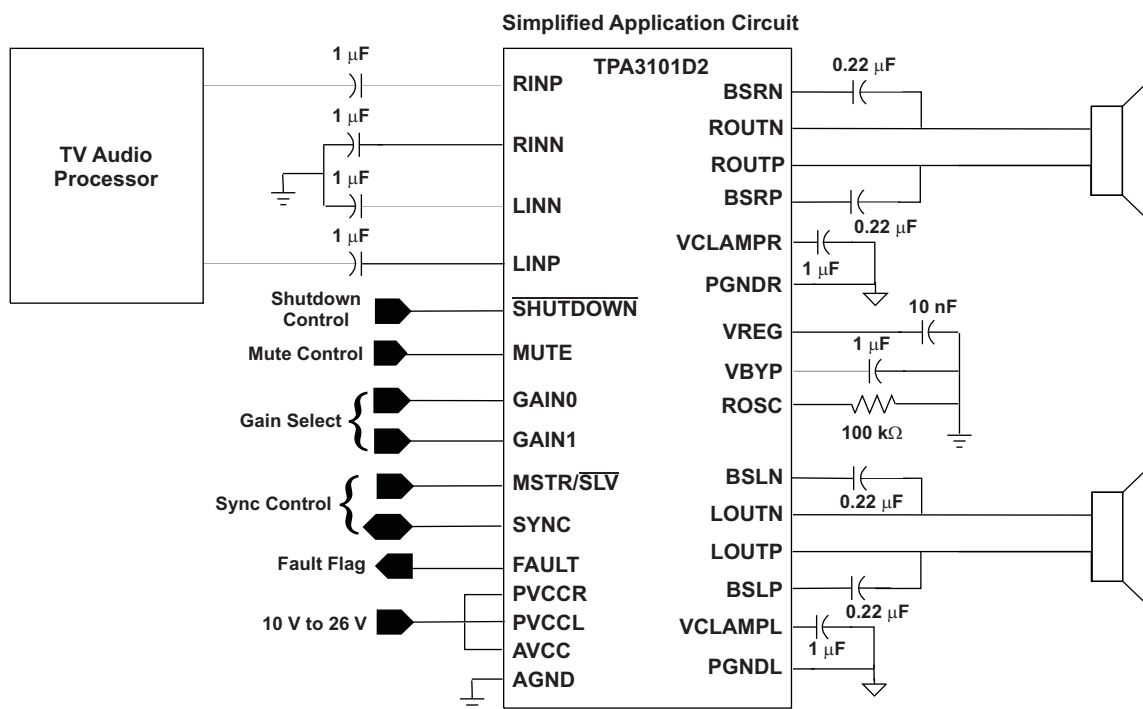 Simplified Application Circuit
TV Audio
Processor
1 μF
1 μF
1 μF
1 μF
Shutdown
Control
Mute Control
Gain Select
Sync Control
Fault Flag
10 V to 26 V
TPA3101D2
RINP
RINN
LINN
LINP
SHUTDOWN
MUTE
GAIN0
GAIN1
MSTR/SLV
SYNC
FAULT
PVCCR
PVCCL
AVCC
AGND
BSRN
ROUTN
ROUTP
BSRP
VCLAMPR
PGNDR
VREG
VBYP
ROSC
BSLN
LOUTN
LOUTP
BSLP
VCLAMPL
PGNDL
0.22 μF
0.22 μF
1 μF
10 nF
1 μF
100 kΩ
0.22 μF
0.22 μF
1 μF